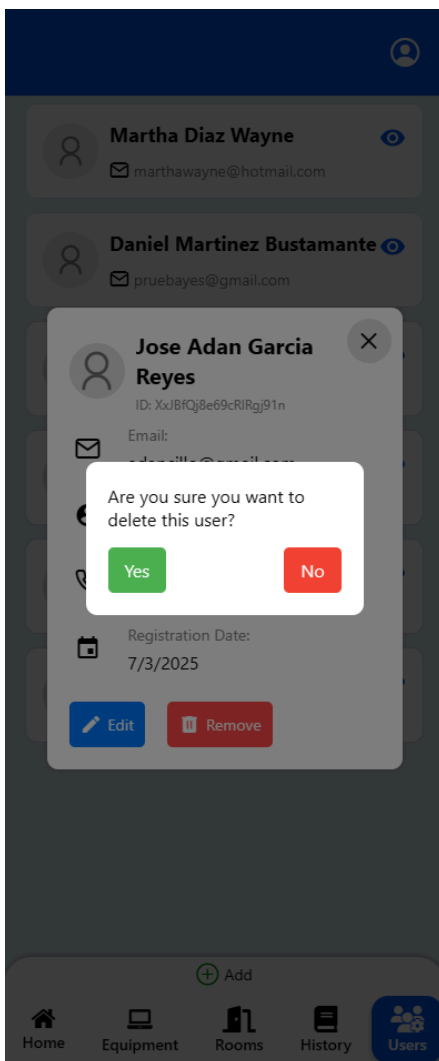 Martha Diaz Wayne
marthawayne@hotmail.com
Daniel Martinez Bustamante
pruebayes@gmail.com
Jose Adan Garcia
Reyes
ID: XxJBfQj8e69cRlRgj91n
Email:
Are you sure you want to
delete this user?
Yes
No
Registration Date:
7/3/2025
Edit
Remove
Add
Home
Equipment
Rooms
History
Users